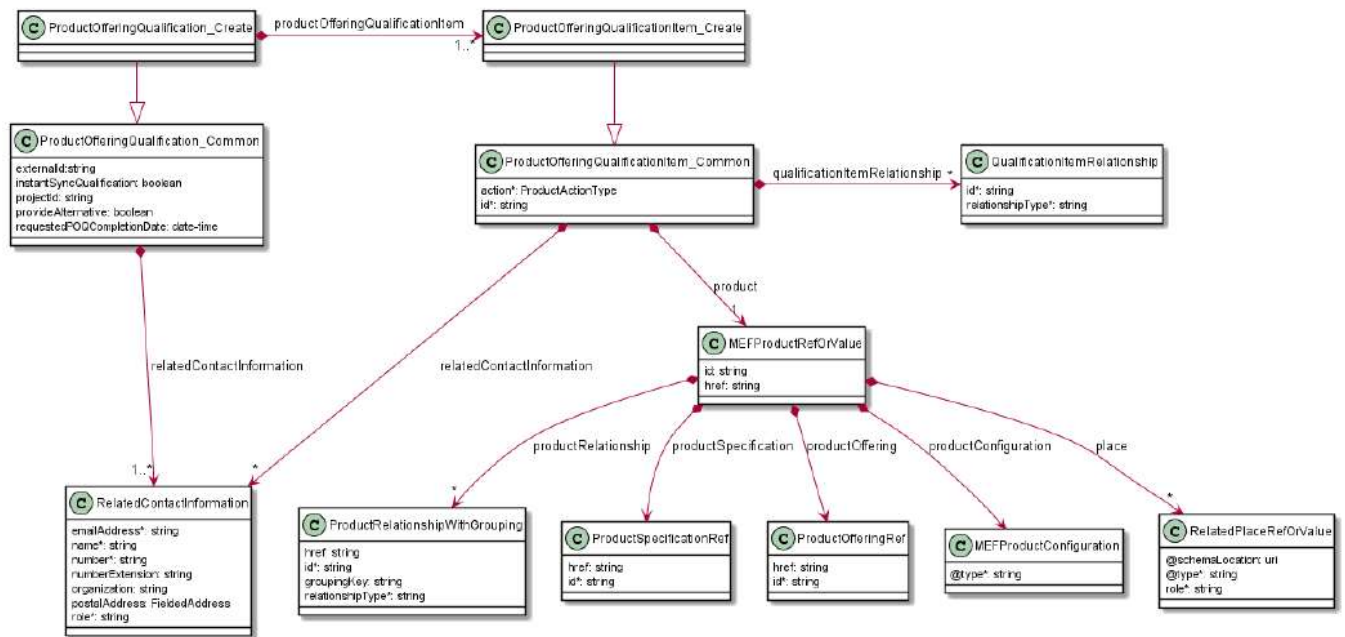 C ProductOfferingQualification_Create
productOfferingQualificationItem
1..*
C ProductOfferingQualificationItem_Create
C ProductOfferingQualification_Common
externalId:string
instantSyncQualification: boolean
projectId: string
provideAlternative: boolean
requestedPOQCompletionDate: date-time
C ProductOfferingQualificationItem_Common
action*: ProductActionType
id*: string
qualificationItemRelationship *
C QualificationItemRelationship
id*: string
relationshipType*: string
product
1
relatedContactInformation
relatedContactInformation
C MEFProductRefOrValue
id: string
href: string
productRelationship
productSpecification
productOffering
productConfiguration
place
1..*
*
*
*
C RelatedContactInformation
emailAddress*: string
name*: string
number*: string
numberExtension: string
organization: string
postalAddress: FieldedAddress
role*: string
C ProductRelationshipWithGrouping
href: string
id*: string
groupingKey: string
relationshipType*: string
C ProductSpecificationRef
href: string
id*: string
C ProductOfferingRef
href: string
id*: string
C MEFProductConfiguration
@type*: string
C RelatedPlaceRefOrValue
@schemaLocation: uri
@type*: string
role*: string